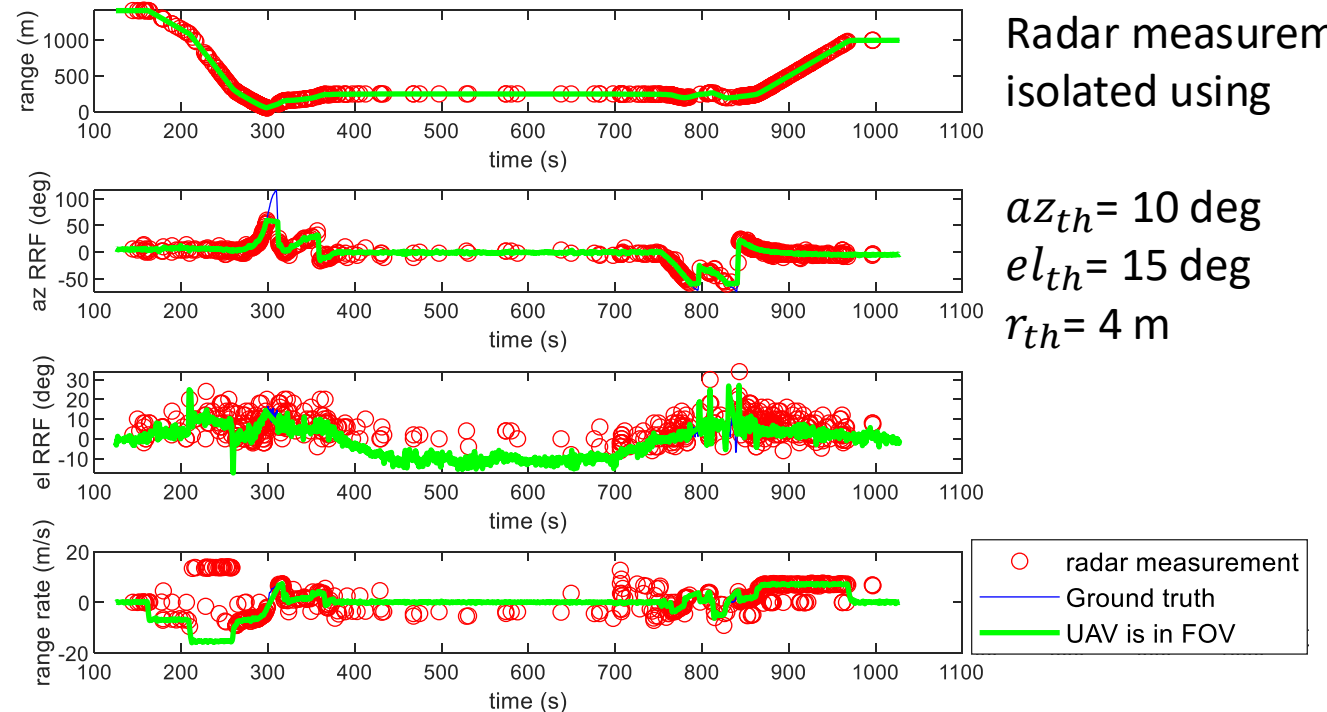 range (m)
1000
500
0
100 200 300 400 500 600 700 800 900 1000 1100
time (s)
az RRF (deg)
100
50
0
-50
100 200 300 400 500 600 700 800 900 1000 1100
time (s)
el RRF (deg)
30
20
10
0
-10
100 200 300 400 500 600 700 800 900 1000 1100
time (s)
range rate (m/s)
20
0
-20
100 200 300 400 500 600 700 800 900 1000 1100
time (s)
Radar measurem
isolated using
az_th= 10 deg
el_th= 15 deg
r_th= 4 m
radar measurement
Ground truth
UAV is in FOV